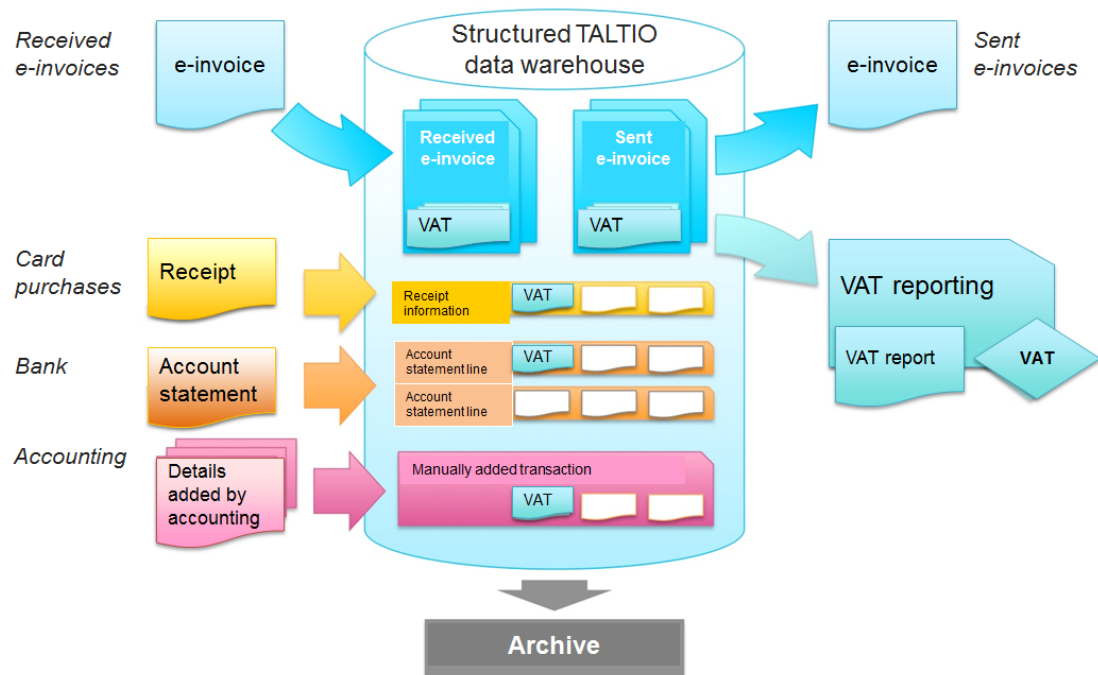 Received
e-invoices
e-invoice
Structured TALTIO
data warehouse
e-invoice
Sent
e-invoices
Received
e-invoice
VAT
Sent
e-invoice
VAT
Card
purchases
Receipt
Receipt
information
VAT
VAT reporting
VAT report
VAT
Bank
Account
statement
Account
statement line
VAT
Account
statement line
Accounting
Details
added by
accounting
Manually added transaction
VAT
Archive